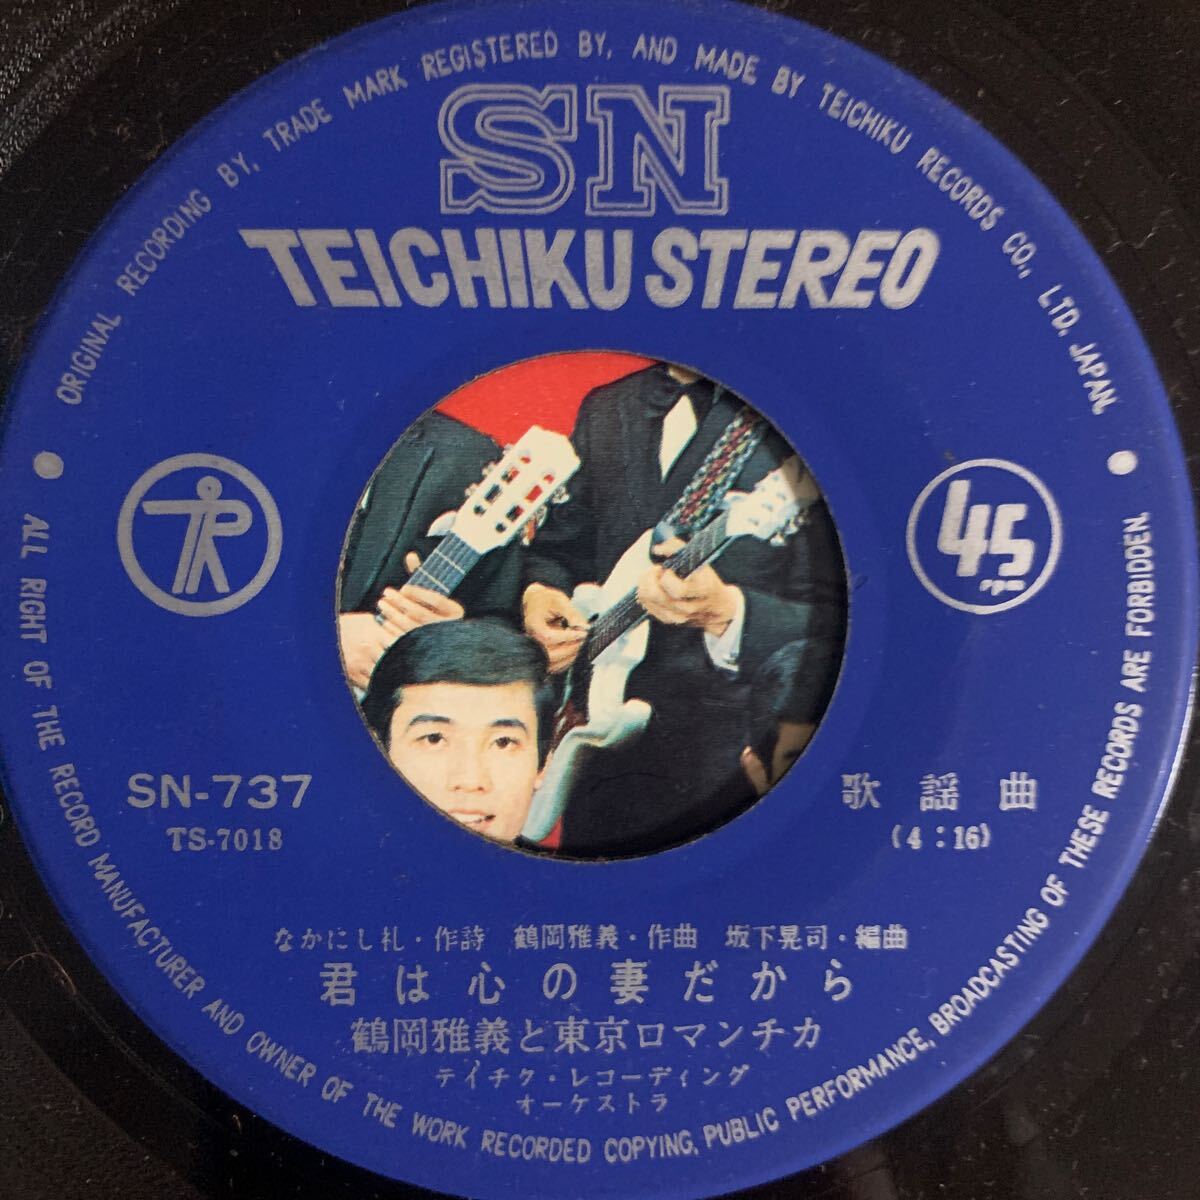 ORIGINAL RECORDING BY, TRADE MARK REGISTERED BY, AND MADE BY TEICHIKU RECORDS CO., LTD, JAPAN.
SN
TEICHIKU STEREO
TR
45
SN-737
TS-7018
歌謡曲
(4:16)
なかにし礼・作詩 鶴岡雅義・作曲 坂下晃司・編曲
君は心の妻だから
鶴岡雅義と東京ロマンチカ
テイチク・レコーディング
オーケストラ
ALL RIGHT OF THE RECORD MANUFACTURER AND OWNER OF THE WORK RECORDED COPYING, PUBLIC PERFORMANCE, BROADCASTING OF THESE RECORDS ARE FORBIDDEN.